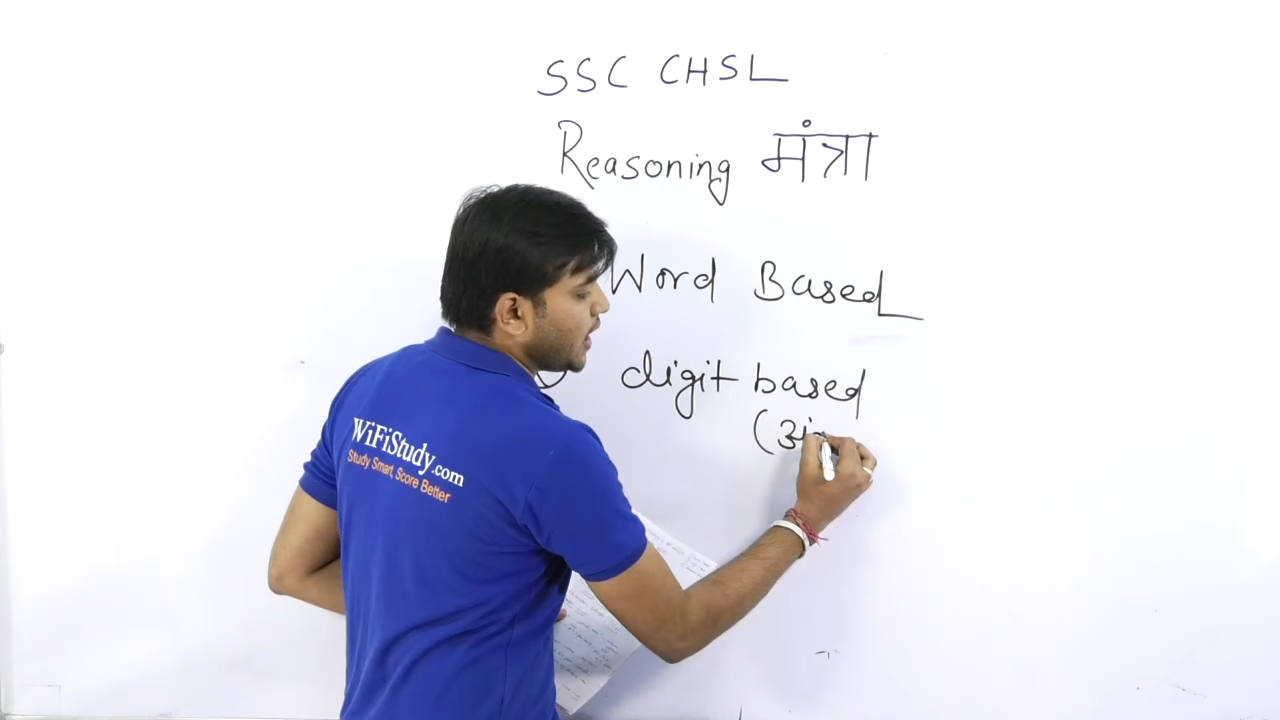 SSC CHSL
Reasoning मंत्रा
Word Based
digit based
WiFiStudy.com
Study Smart, Score Better